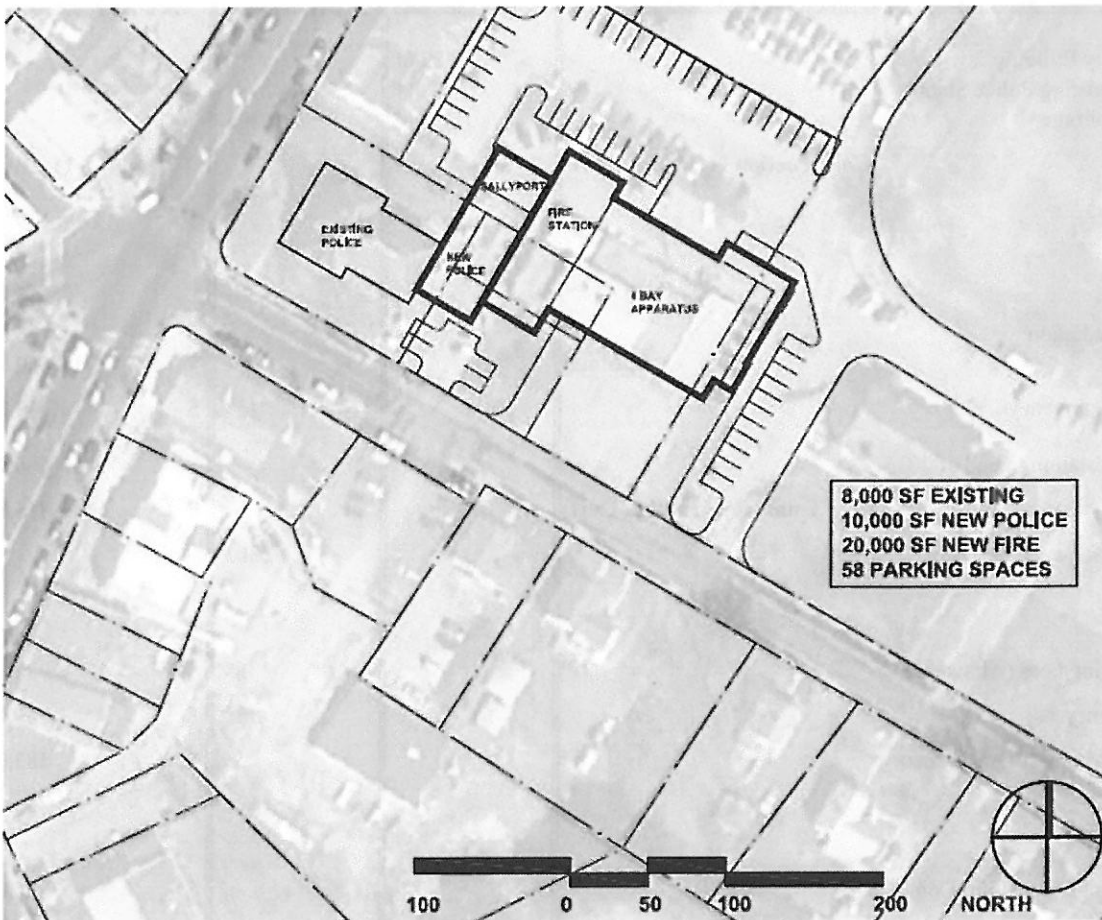 SALLYPORT
FIRE
STATION
EXISTING
POLICE
NEW
POLICE
BAY
APPARATUS
8,000 SF EXISTING
10,000 SF NEW POLICE
20,000 SF NEW FIRE
58 PARKING SPACES
100 0 50 100 200 NORTH